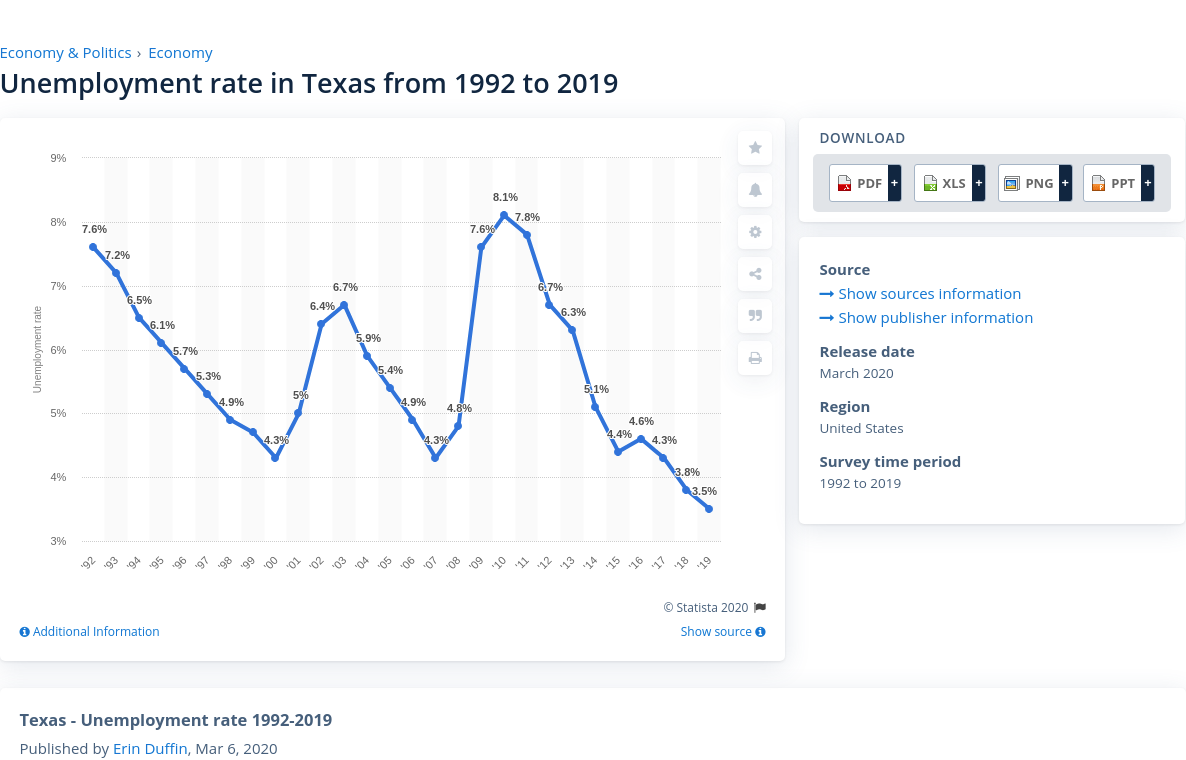 Economy & Politics › Economy
Unemployment rate in Texas from 1992 to 2019
9%
8%
7%
6%
5%
4%
3%
Unemployment rate
7.6%
7.2%
6.5%
6.1%
5.7%
5.3%
4.9%
4.3%
5%
6.4%
6.7%
5.9%
5.4%
4.9%
4.3%
4.8%
7.6%
8.1%
7.8%
6.7%
6.3%
5.1%
4.4%
4.6%
4.3%
3.8%
3.5%
'92 '93 '94 '95 '96 '97 '98 '99 '00 '01 '02 '03 '04 '05 '06 '07 '08 '09 '10 '11 '12 '13 '14 '15 '16 '17 '18 '19
© Statista 2020
Additional Information
Show source
DOWNLOAD
PDF + XLS + PNG + PPT +
Source
Show sources information
Show publisher information
Release date
March 2020
Region
United States
Survey time period
1992 to 2019
Texas - Unemployment rate 1992-2019
Published by Erin Duffin, Mar 6, 2020